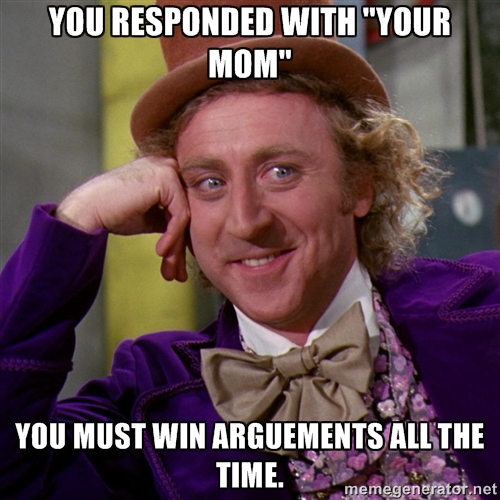 YOU RESPONDED WITH "YOUR
MOM"
YOU MUST WIN ARGUEMENTS ALL THE
TIME.
memegenerator.net